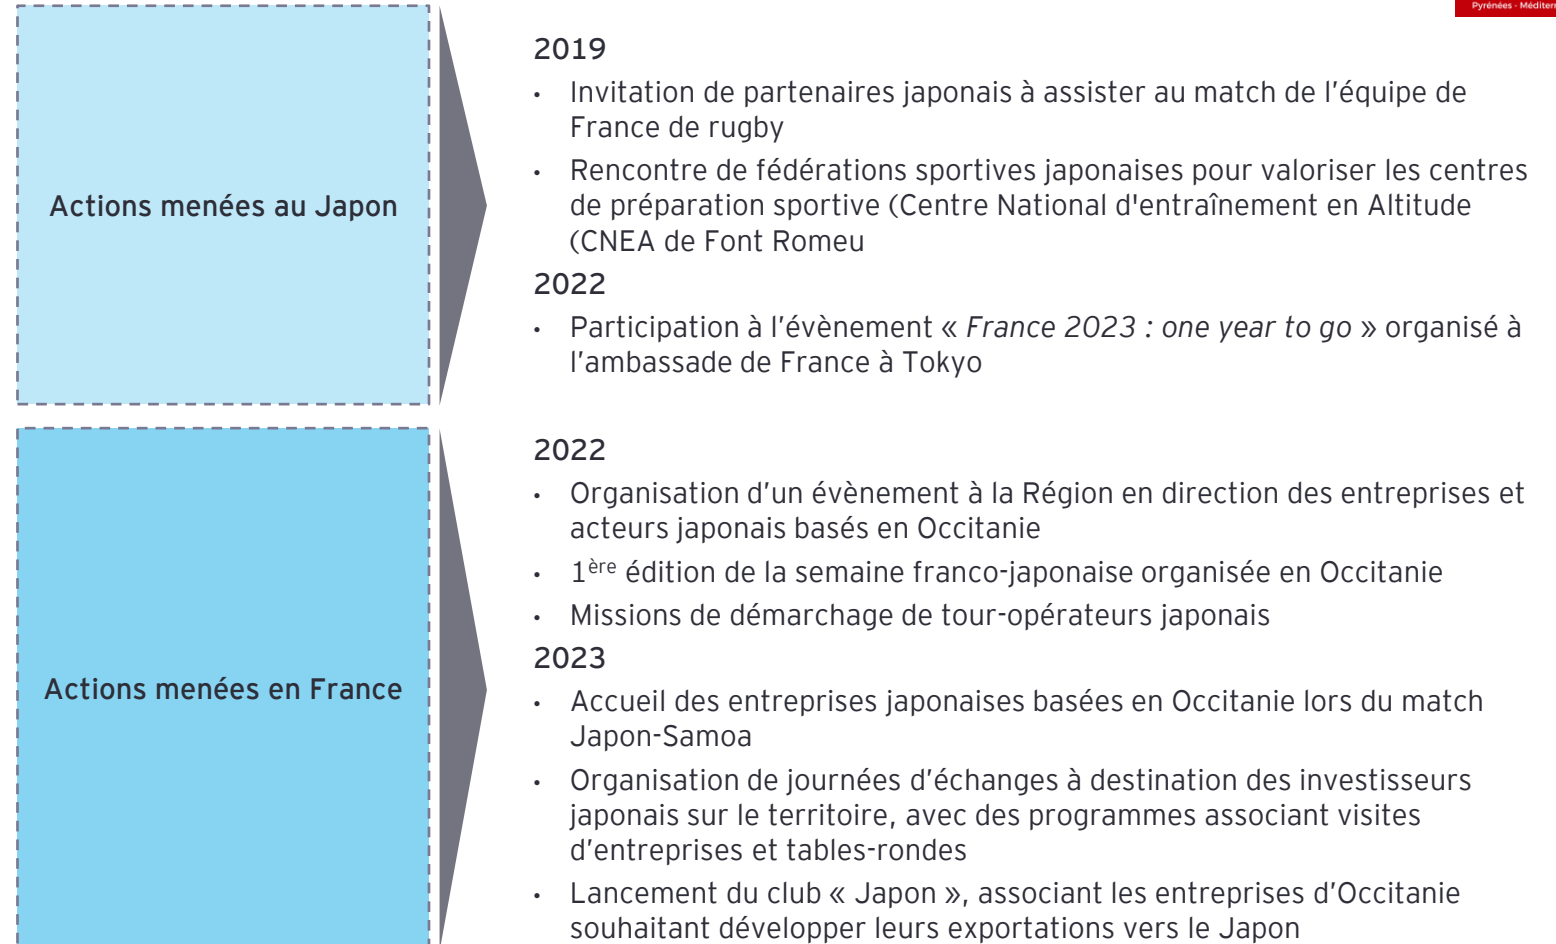 Pyrénées - Méditer
Actions menées au Japon
2019
• Invitation de partenaires japonais à assister au match de l’équipe de
France de rugby
• Rencontre de fédérations sportives japonaises pour valoriser les centres
de préparation sportive (Centre National d'entraînement en Altitude
(CNEA de Font Romeu
2022
• Participation à l’évènement « France 2023 : one year to go » organisé à
l’ambassade de France à Tokyo
Actions menées en France
2022
• Organisation d’un évènement à la Région en direction des entreprises et
acteurs japonais basés en Occitanie
• 1ère édition de la semaine franco-japonaise organisée en Occitanie
• Missions de démarchage de tour-opérateurs japonais
2023
• Accueil des entreprises japonaises basées en Occitanie lors du match
Japon-Samoa
• Organisation de journées d’échanges à destination des investisseurs
japonais sur le territoire, avec des programmes associant visites
d’entreprises et tables-rondes
• Lancement du club « Japon », associant les entreprises d’Occitanie
souhaitant développer leurs exportations vers le Japon